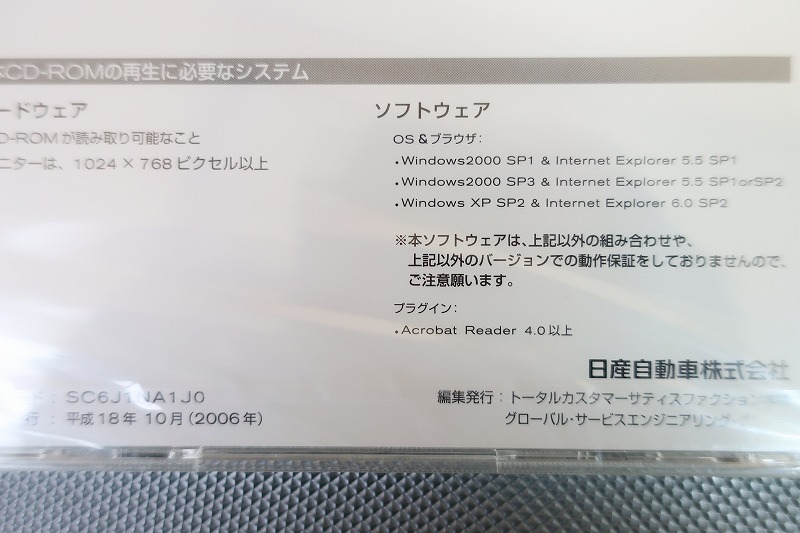 CD-ROMの再生に必要なシステム
ードウェア
D-ROMが読み取り可能なこと
ニターは、1024×768ピクセル以上
ソフトウェア
OS&ブラウザ:
・Windows2000 SP1 & Internet Explorer 5.5 SP1
・Windows2000 SP3 & Internet Explorer 5.5 SP1orSP2
・Windows XP SP2 & Internet Explorer 6.0 SP2
※本ソフトウェアは、上記以外の組み合わせや、
上記以外のバージョンでの動作保証をしておりませんので、
ご注意願います。
プラグイン:
・Acrobat Reader 4.0以上
日産自動車株式会社
ード: SC6J1NA1J0
行: 平成18年10月(2006年)
編集発行: トータルカスタマーサティスファクション
グローバル・サービスエンジニアリング